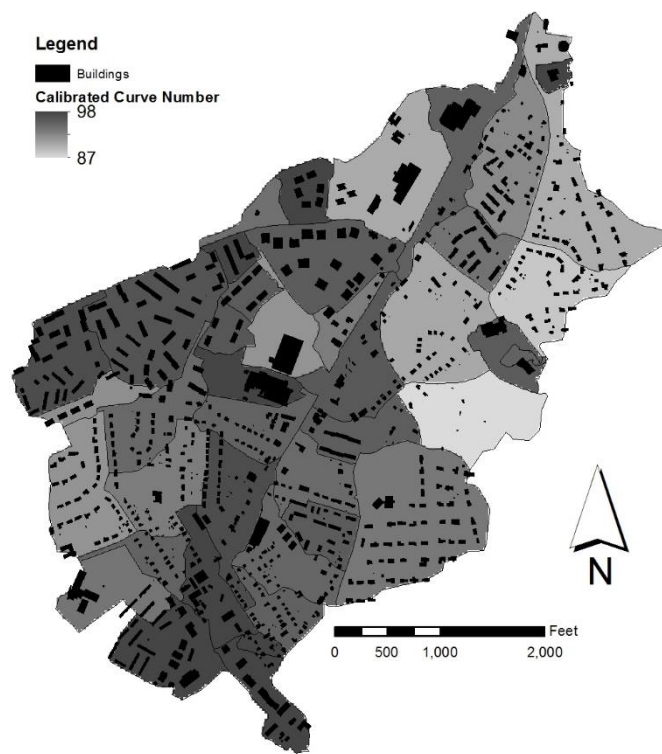 Legend
Buildings
Calibrated Curve Number
98
87
N
Feet
0 500 1,000 2,000